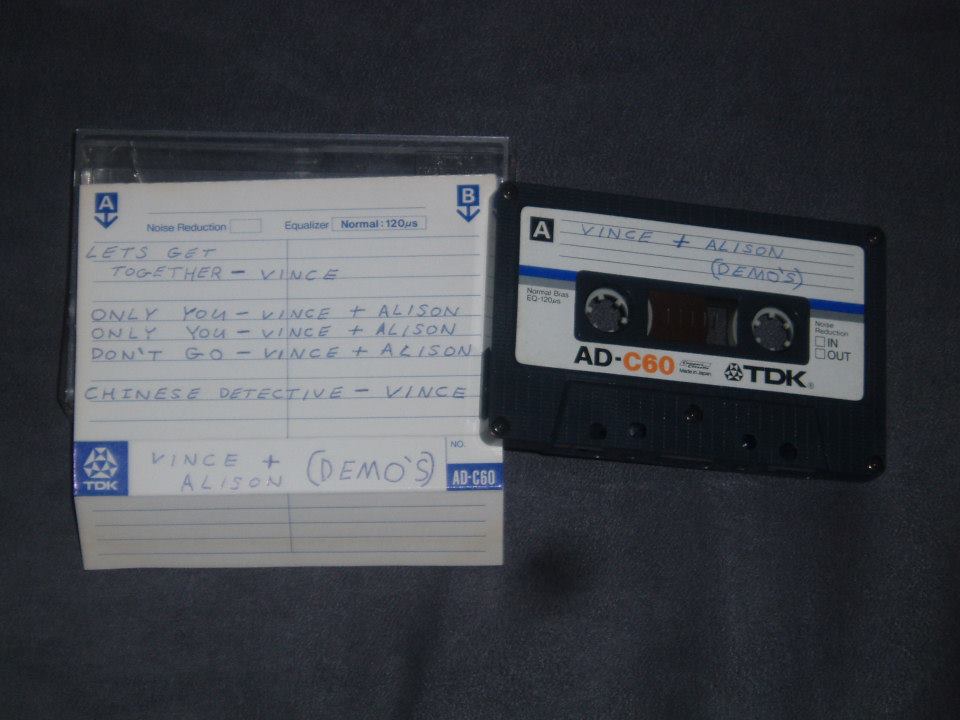 A
B
Noise Reduction
Equalizer Normal:120μs
LETS GET
TOGETHER - VINCE
ONLY YOU - VINCE + ALISON
ONLY YOU - VINCE + ALISON
DON'T GO - VINCE + ALISON
CHINESE DETECTIVE - VINCE
TDK
VINCE +
ALISON (DEMO'S)
NO.
AD-C60
A
VINCE + ALISON
(DEMO'S)
Normal Bias
EQ-120μs
Noise
Reduction
IN
OUT
AD-C60
Made in Japan
TDK®